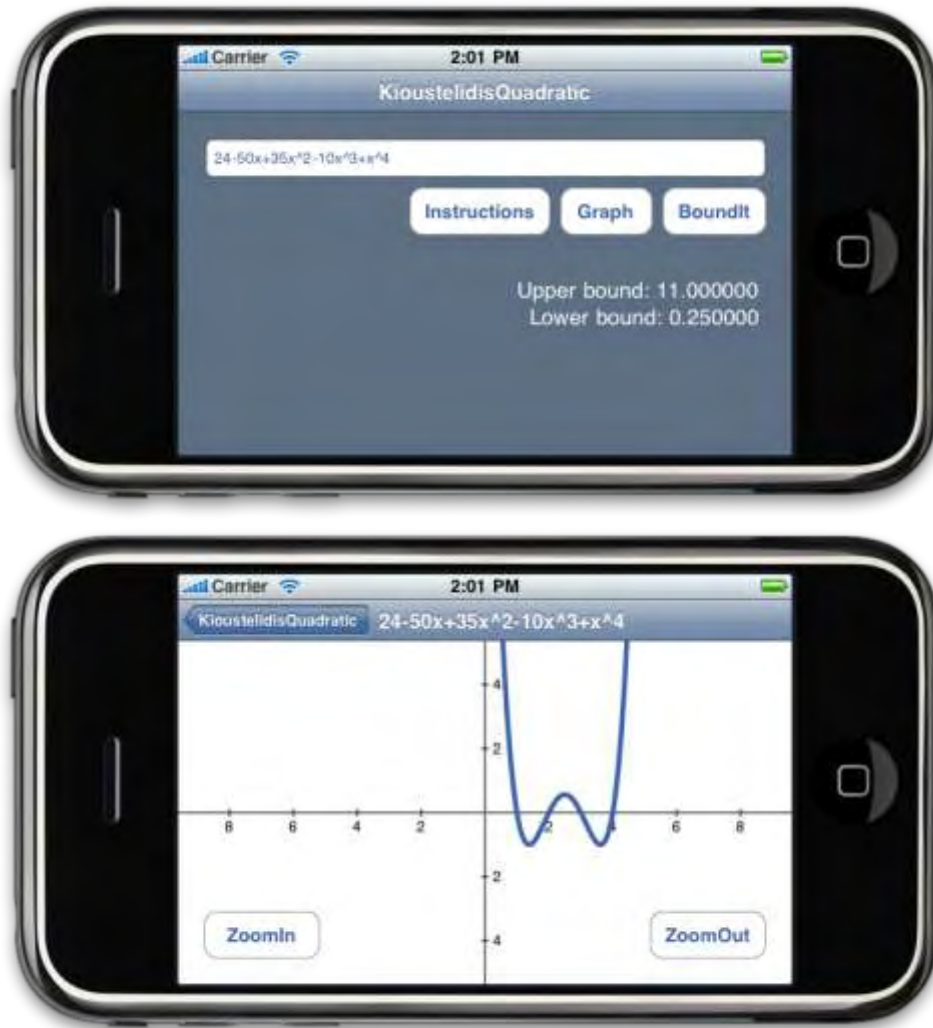 Carrier 2:01 PM
KioustelidisQuadratic
24-50x+35x^2-10x^3+x^4
Instructions Graph BoundIt
Upper bound: 11.000000
Lower bound: 0.250000
Carrier 2:01 PM
KioustelidisQuadratic 24-50x+35x^2-10x^3+x^4
4
2
8 6 4 2 2 4 6 8
2
ZoomIn 4 ZoomOut